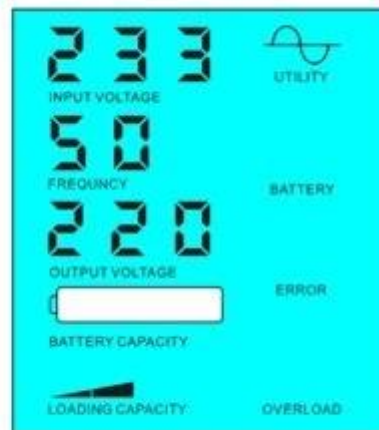 233
UTILITY
INPUT VOLTAGE
50
FREQUNCY
BATTERY
220
OUTPUT VOLTAGE
ERROR
BATTERY CAPACITY
LOADING CAPACITY
OVERLOAD